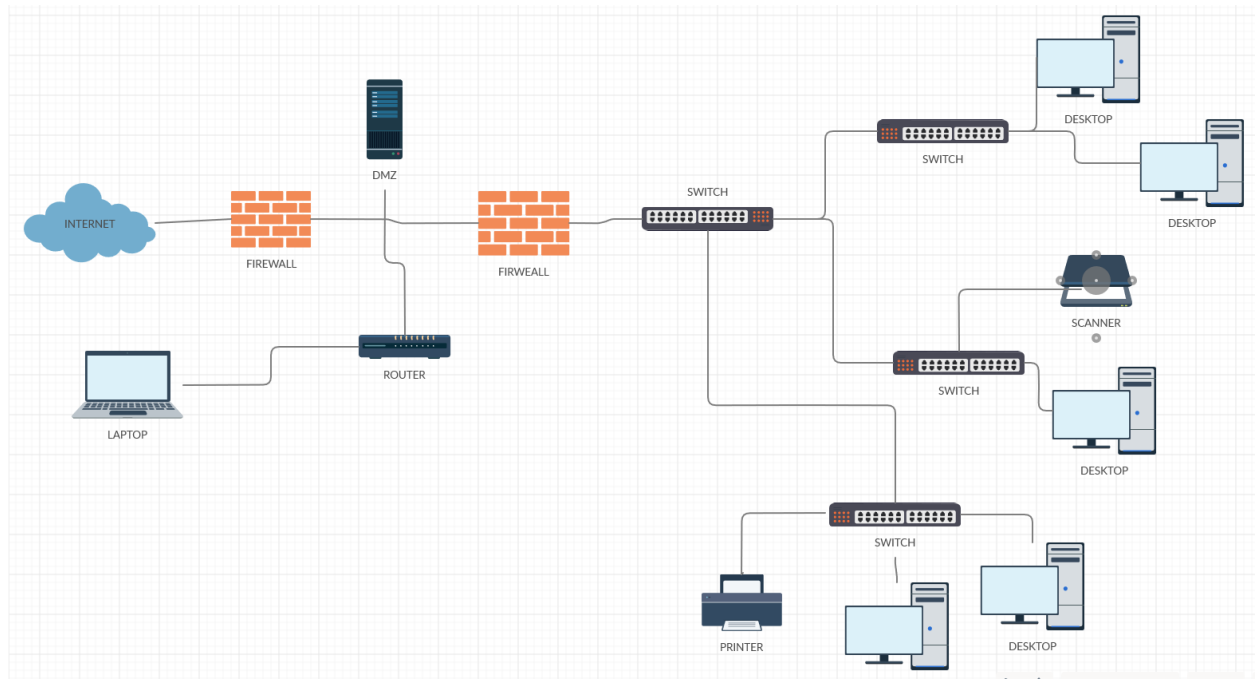 DESKTOP
SWITCH
DMZ
SWITCH
DESKTOP
INTERNET
FIREWALL
FIRWEALL
SCANNER
ROUTER
SWITCH
LAPTOP
DESKTOP
SWITCH
PRINTER
DESKTOP